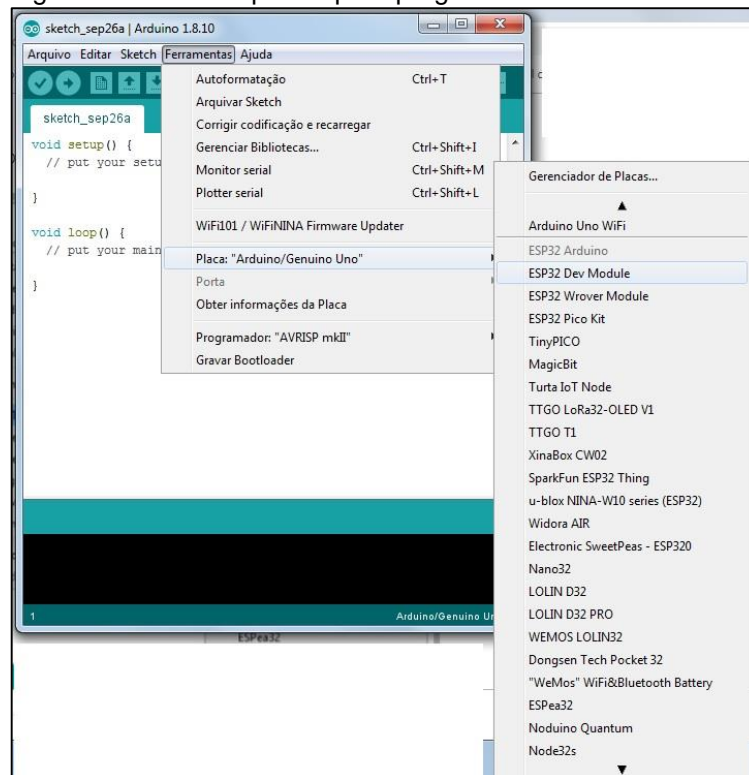 sketch_sep26a | Arduino 1.8.10
Arquivo Editar Sketch Ferramentas Ajuda
sketch_sep26a
void setup() {
// put your setu
}
void loop() {
// put your main
}
Autoformatação Ctrl+T
Arquivar Sketch
Corrigir codificação e recarregar
Gerenciar Bibliotecas... Ctrl+Shift+I
Monitor serial Ctrl+Shift+M
Plotter serial Ctrl+Shift+L
WiFi101 / WiFiNINA Firmware Updater
Placa: "Arduino/Genuino Uno"
Porta
Obter informações da Placa
Programador: "AVRISP mkII"
Gravar Bootloader
Gerenciador de Placas...
Arduino Uno WiFi
ESP32 Arduino
ESP32 Dev Module
ESP32 Wrover Module
ESP32 Pico Kit
TinyPICO
MagicBit
Turta IoT Node
TTGO LoRa32-OLED V1
TTGO T1
XinaBox CW02
SparkFun ESP32 Thing
u-blox NINA-W10 series (ESP32)
Widora AIR
Electronic SweetPeas - ESP320
Nano32
LOLIN D32
LOLIN D32 PRO
WEMOS LOLIN32
Dongsen Tech Pocket 32
"WeMos" WiFi&Bluetooth Battery
ESPea32
Noduino Quantum
Node32s
1 Arduino/Genuino U
ESPea32